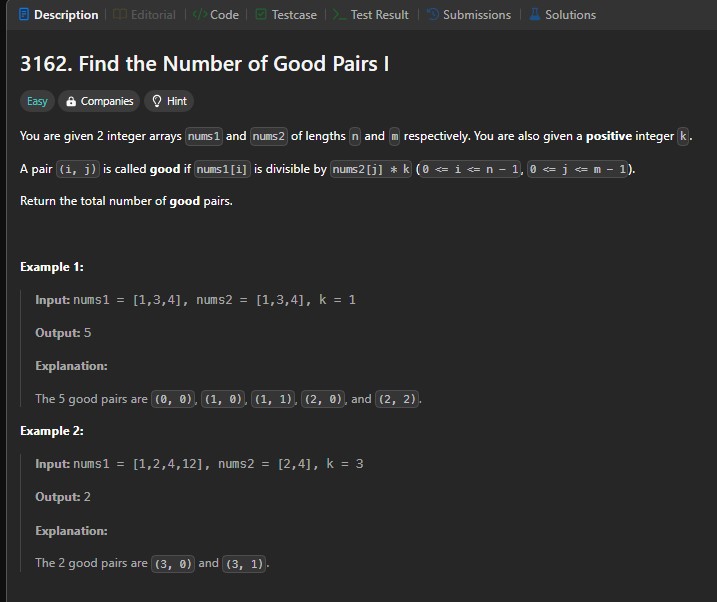 Description Editorial Code Testcase Test Result Submissions Solutions
3162. Find the Number of Good Pairs I
Easy Companies Hint
You are given 2 integer arrays nums1 and nums2 of lengths n and m respectively. You are also given a positive integer k.
A pair (i, j) is called good if nums1[i] is divisible by nums2[j] * k (0 <= i <= n - 1, 0 <= j <= m - 1).
Return the total number of good pairs.
Example 1:
Input: nums1 = [1,3,4], nums2 = [1,3,4], k = 1
Output: 5
Explanation:
The 5 good pairs are (0, 0), (1, 0), (1, 1), (2, 0), and (2, 2).
Example 2:
Input: nums1 = [1,2,4,12], nums2 = [2,4], k = 3
Output: 2
Explanation:
The 2 good pairs are (3, 0) and (3, 1).